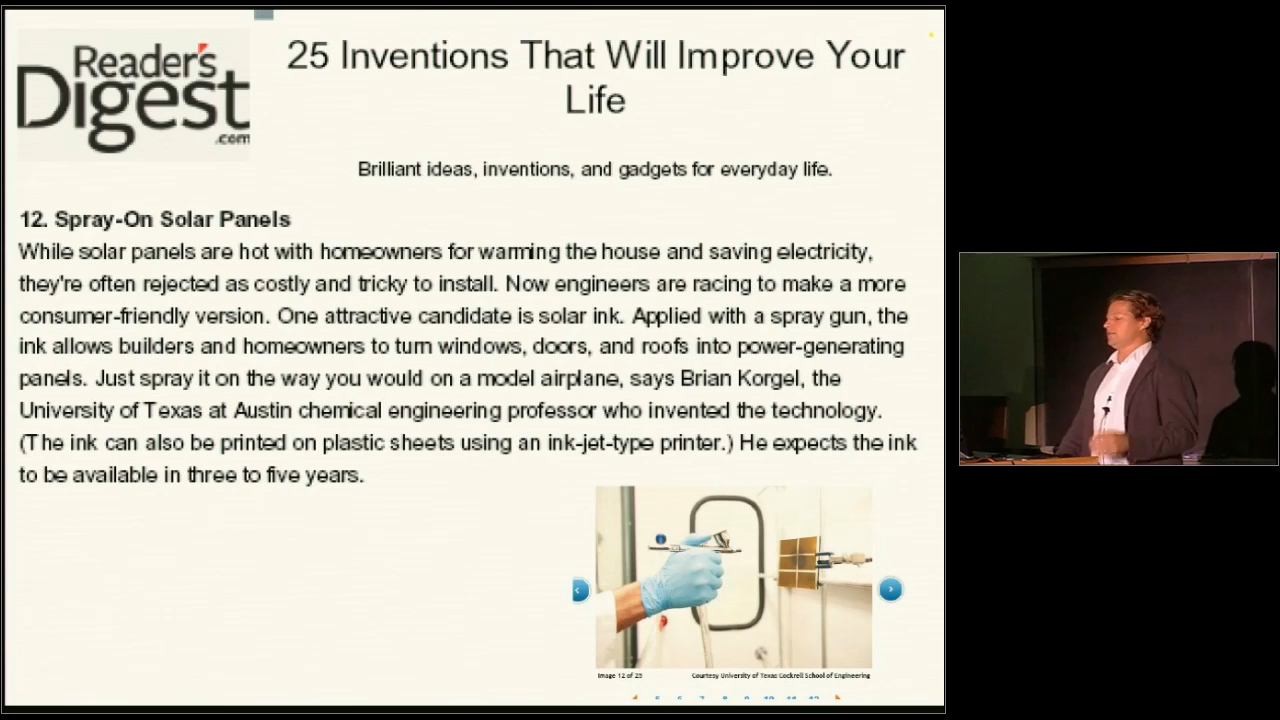 Reader's
Digest
.com
25 Inventions That Will Improve Your
Life
Brilliant ideas, inventions, and gadgets for everyday life.
12. Spray-On Solar Panels
While solar panels are hot with homeowners for warming the house and saving electricity,
they're often rejected as costly and tricky to install. Now engineers are racing to make a more
consumer-friendly version. One attractive candidate is solar ink. Applied with a spray gun, the
ink allows builders and homeowners to turn windows, doors, and roofs into power-generating
panels. Just spray it on the way you would on a model airplane, says Brian Korgel, the
University of Texas at Austin chemical engineering professor who invented the technology.
(The ink can also be printed on plastic sheets using an ink-jet-type printer.) He expects the ink
to be available in three to five years.
Image 12 of 25 Courtesy University of Texas Cockrell School of Engineering